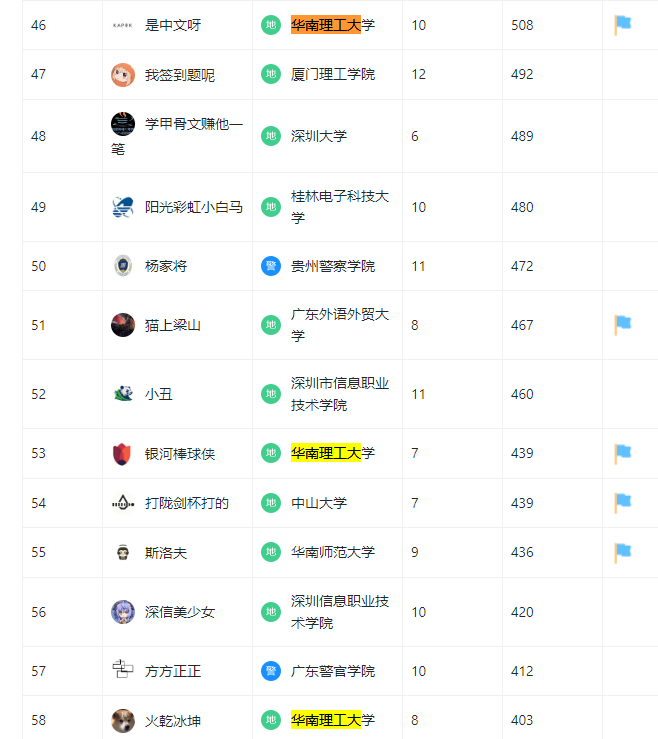 46 KAPRK 是中文呀 地 华南理工大学 10 508
47 我签到题呢 地 厦门理工学院 12 492
48 学甲骨文赚他一 地 深圳大学 6 489
笔
49 阳光彩虹小白马 地 桂林电子科技大 10 480
学
50 杨家将 警 贵州警察学院 11 472
51 猫上梁山 地 广东外语外贸大 8 467
学
52 小丑 地 深圳市信息职业 11 460
技术学院
53 银河棒球侠 地 华南理工大学 7 439
54 打陇剑杯打的 地 中山大学 7 439
55 斯洛夫 地 华南师范大学 9 436
56 深信美少女 地 深圳信息职业技 10 420
术学院
57 方方正正 警 广东警官学院 10 412
58 火乾冰坤 地 华南理工大学 8 403